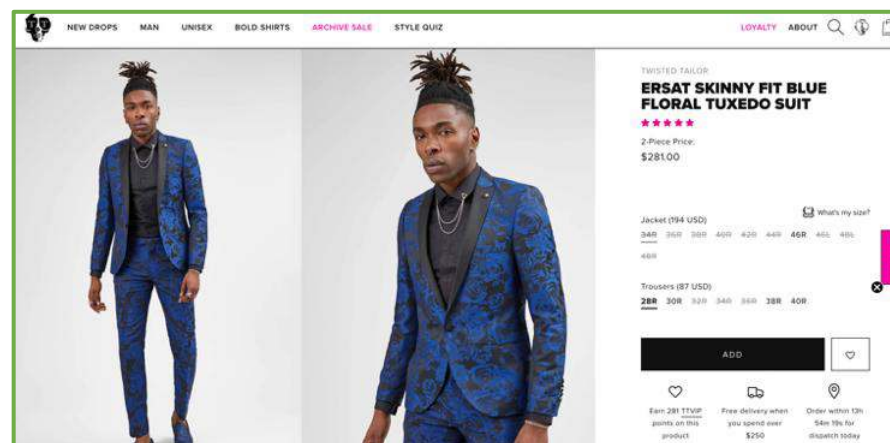 NEW DROPS MAN UNISEX BOLD SHIRTS ARCHIVE SALE STYLE QUIZ LOYALTY ABOUT
TWISTED TAILOR
ERSAT SKINNY FIT BLUE
FLORAL TUXEDO SUIT
2-Piece Price:
$281.00
What's my size?
Jacket (194 USD)
34R 36R 38R 40R 42R 44R 46R 46L 48L
48R
Trousers (87 USD)
28R 30R 32R 34R 36R 38R 40R
ADD
Earn 281 TTVIP
points on this
product
Free delivery when
you spend over
$250
Order within 13h
54m 19s for
dispatch today